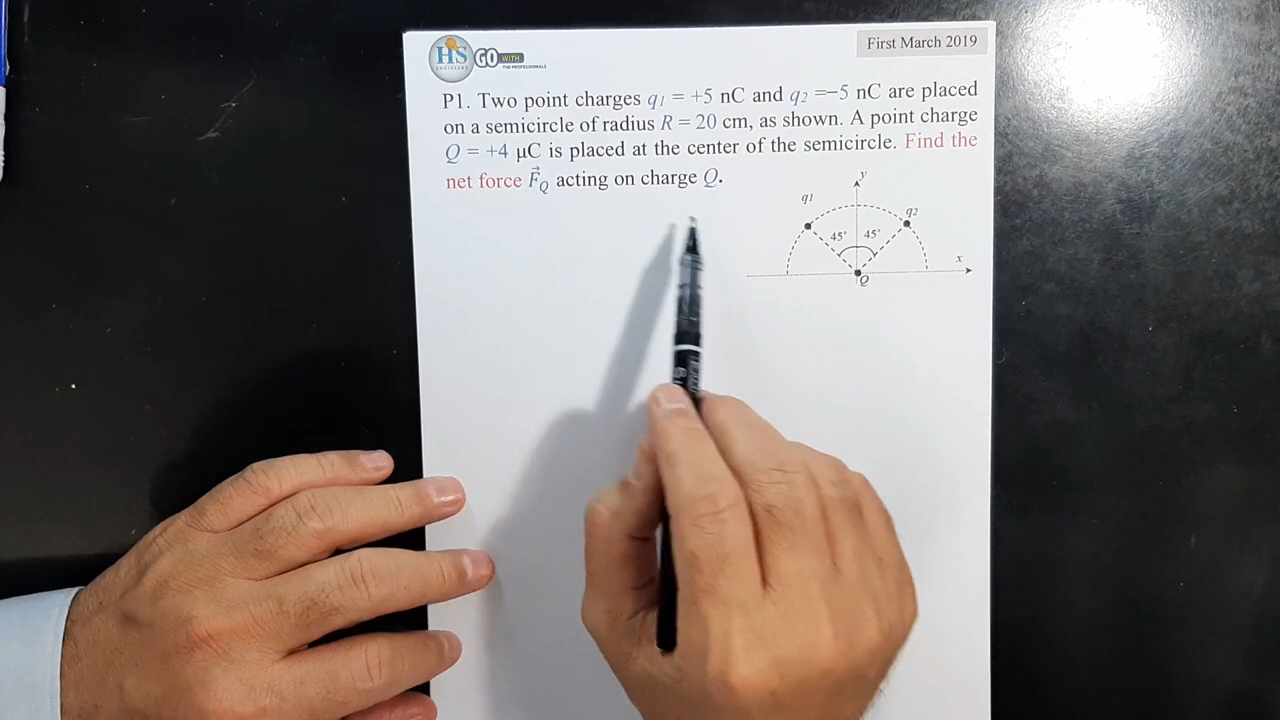 HS
ENGINEERS
GO WITH
THE PROFESSIONALS
First March 2019
P1. Two point charges q1 = +5 nC and q2 =−5 nC are placed
on a semicircle of radius R = 20 cm, as shown. A point charge
Q = +4 μC is placed at the center of the semicircle. Find the
net force F⃗Q acting on charge Q.
y
q1
q2
45° 45°
x
Q